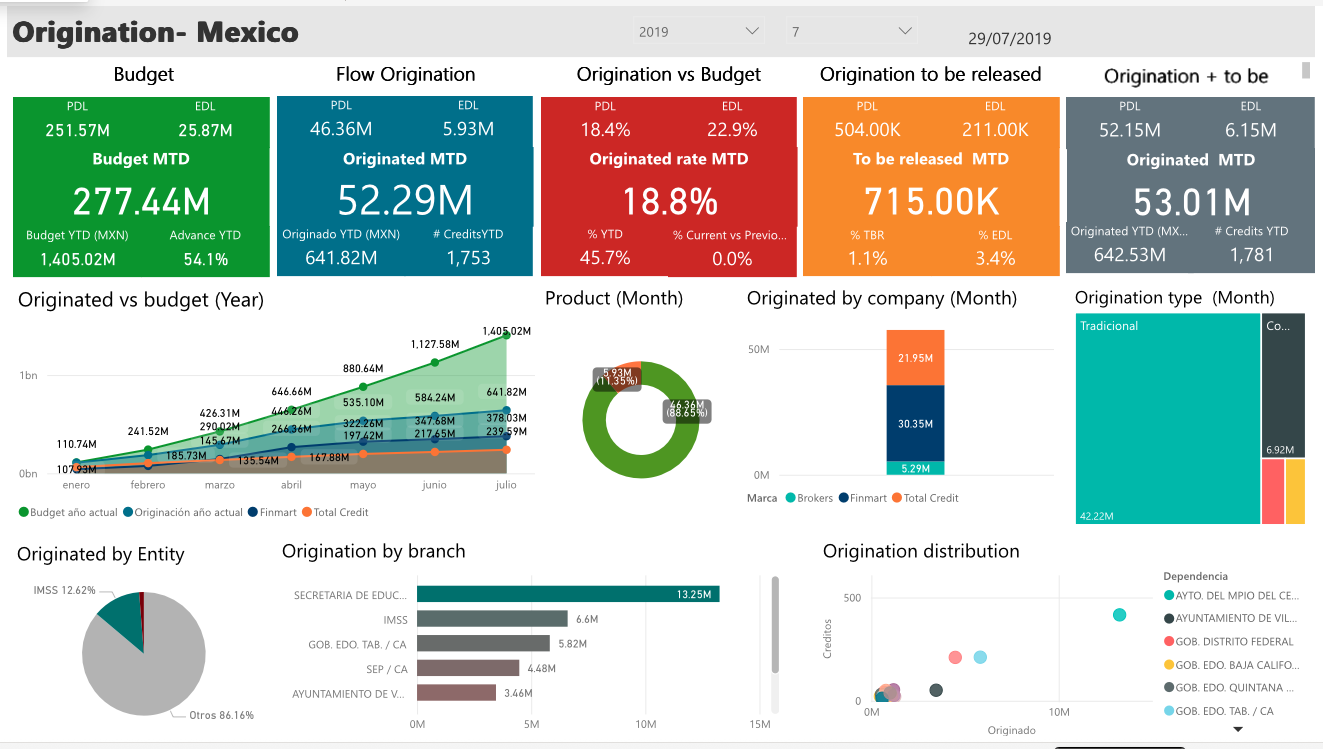 Origination- Mexico
2019
7
29/07/2019
Budget
Flow Origination
Origination vs Budget
Origination to be released
Origination + to be
PDL
EDL
251.57M
25.87M
Budget MTD
277.44M
Budget YTD (MXN)
Advance YTD
1,405.02M
54.1%
PDL
EDL
46.36M
5.93M
Originated MTD
52.29M
Originado YTD (MXN)
# CreditsYTD
641.82M
1,753
PDL
EDL
18.4%
22.9%
Originated rate MTD
18.8%
% YTD
% Current vs Previo...
45.7%
0.0%
PDL
EDL
504.00K
211.00K
To be released MTD
715.00K
% TBR
% EDL
1.1%
3.4%
PDL
EDL
52.15M
6.15M
Originated MTD
53.01M
Originated YTD (MX...
# Credits YTD
642.53M
1,781
Originated vs budget (Year)
1bn
0bn
110.74M
241.52M
426.31M
646.66M
880.64M
1,127.58M
1,405.02M
290.02M
446.26M
535.10M
584.24M
641.82M
145.67M
266.36M
322.26M
347.68M
378.03M
107.93M
185.73M
135.54M
167.88M
197.42M
217.65M
239.59M
enero
febrero
marzo
abril
mayo
junio
julio
Budget año actual
Originación año actual
Finmart
Total Credit
Product (Month)
5.93M
(11.35%)
46.36M
(88.65%)
Originated by company (Month)
50M
0M
21.95M
30.35M
5.29M
Marca
Brokers
Finmart
Total Credit
Origination type (Month)
Tradicional
Co...
42.22M
6.92M
Originated by Entity
IMSS 12.62%
Otros 86.16%
Origination by branch
SECRETARIA DE EDUC...
13.25M
IMSS
6.6M
GOB. EDO. TAB. / CA
5.82M
SEP / CA
4.48M
AYUNTAMIENTO DE V...
3.46M
0M
5M
10M
15M
Origination distribution
Creditos
500
0
0M
10M
Originado
Dependencia
AYTO. DEL MPIO DEL CE...
AYUNTAMIENTO DE VIL...
GOB. DISTRITO FEDERAL
GOB. EDO. BAJA CALIFO...
GOB. EDO. QUINTANA ...
GOB. EDO. TAB. / CA